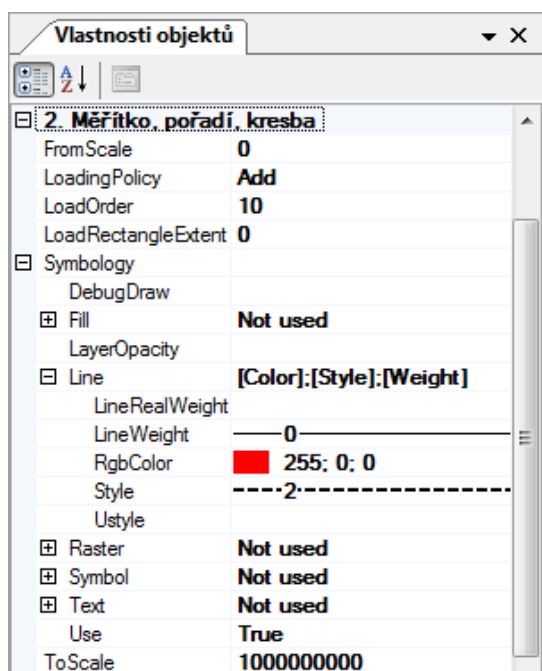 Vlastnosti objektů
2. Měřítko, pořadí, kresba
FromScale 0
LoadingPolicy Add
LoadOrder 10
LoadRectangleExtent 0
Symbology
DebugDraw
Fill Not used
LayerOpacity
Line [Color];[Style];[Weight]
LineRealWeight
LineWeight 0
RgbColor 255; 0; 0
Style 2
Ustyle
Raster Not used
Symbol Not used
Text Not used
Use True
ToScale 1000000000